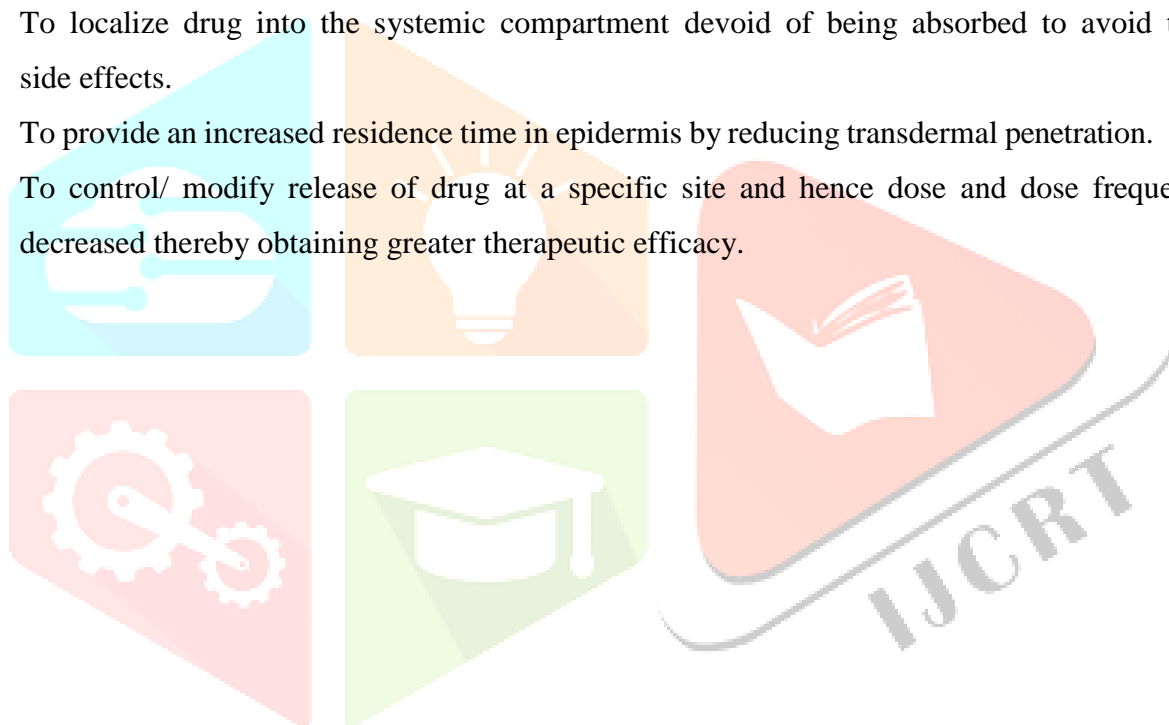 To localize drug into the systemic compartment devoid of being absorbed to avoid
side effects.
To provide an increased residence time in epidermis by reducing transdermal penetration.
To control/ modify release of drug at a specific site and hence dose and dose
decreased thereby obtaining greater therapeutic efficacy.
IJCRT